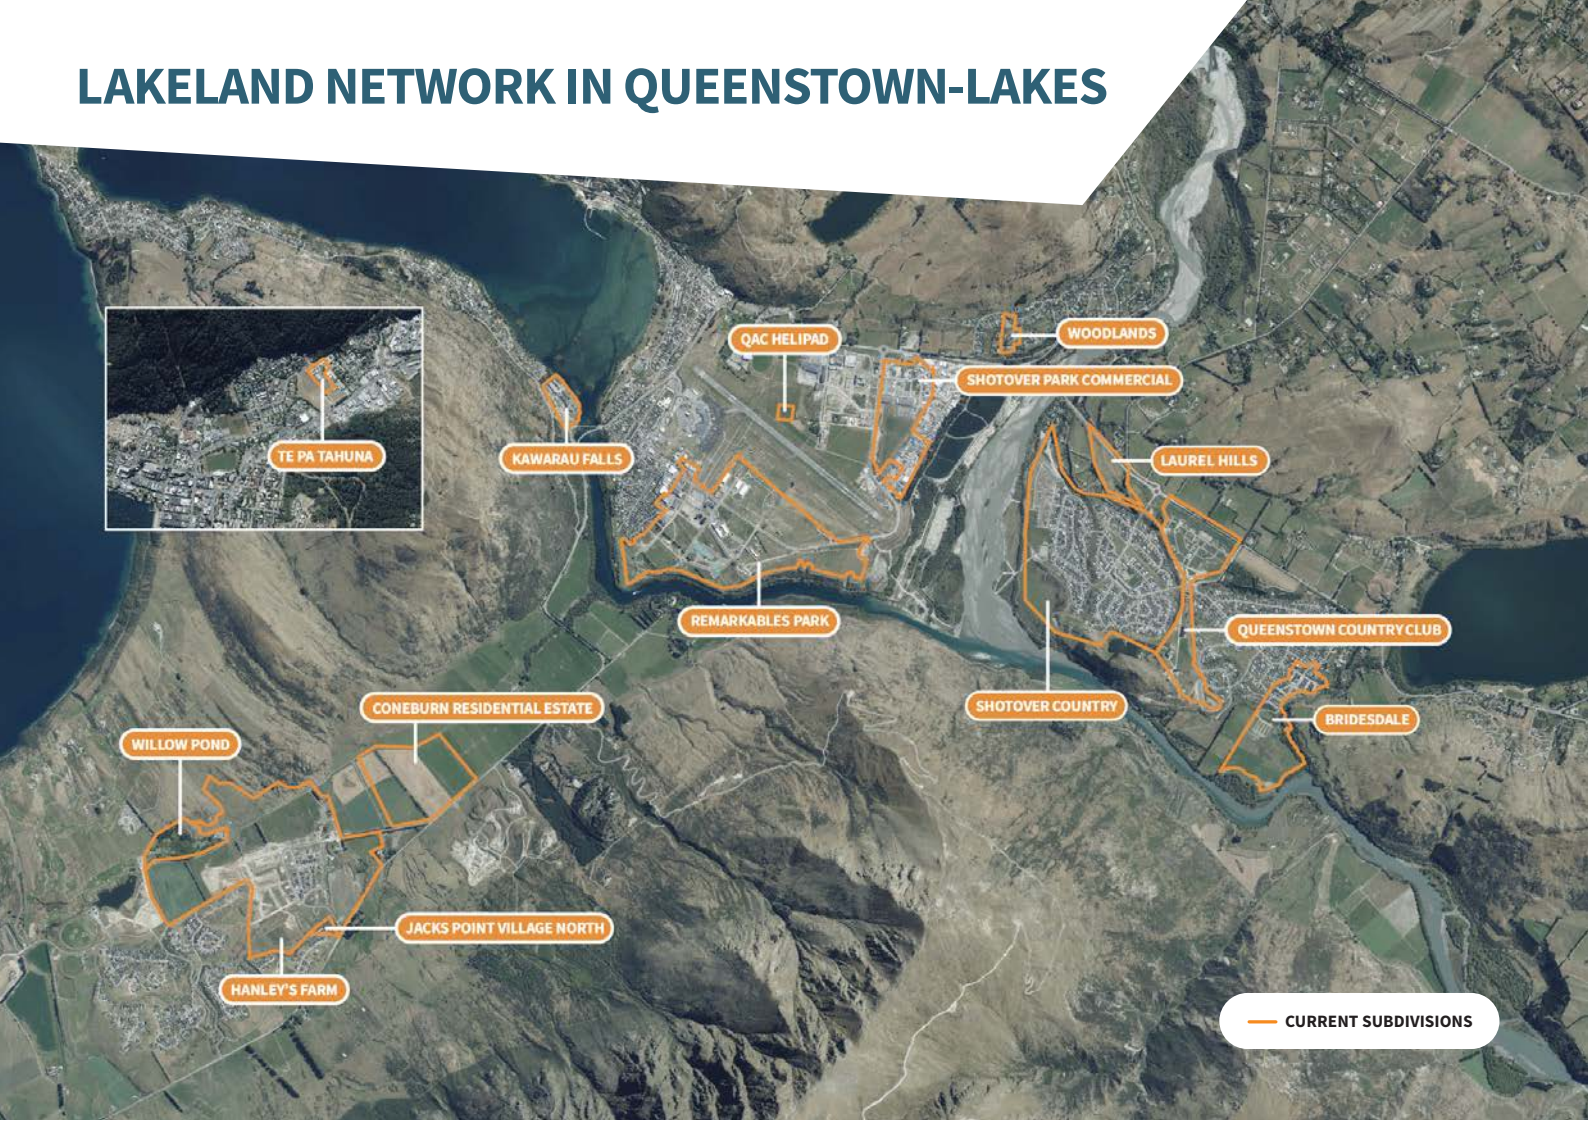 LAKELAND NETWORK IN QUEENSTOWN-LAKES
QAC HELIPAD
WOODLANDS
SHOTOVER PARK COMMERCIAL
TE PA TAHUNA
KAWARAU FALLS
LAUREL HILLS
REMARKABLES PARK
QUEENSTOWN COUNTRY CLUB
SHOTOVER COUNTRY
BRIDESDALE
CONEBURN RESIDENTIAL ESTATE
WILLOW POND
JACKS POINT VILLAGE NORTH
HANLEY'S FARM
CURRENT SUBDIVISIONS